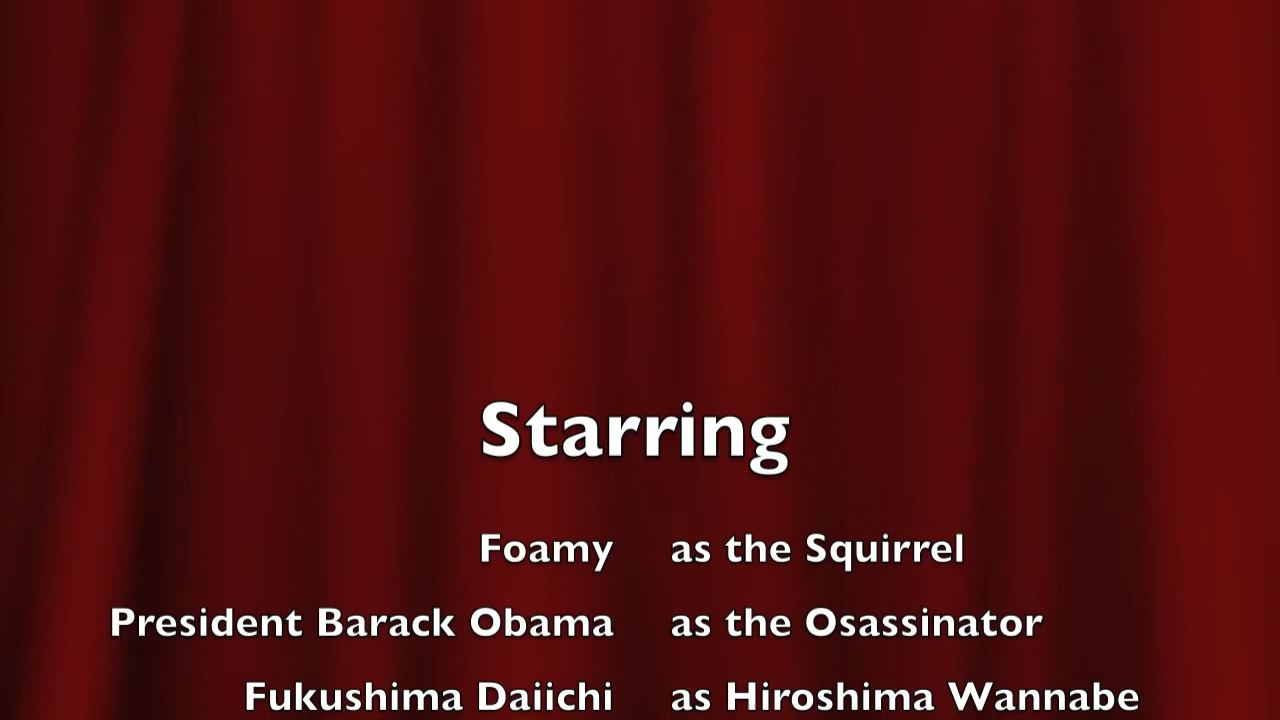 Starring
Foamy as the Squirrel
President Barack Obama as the Osassinator
Fukushima Daiichi as Hiroshima Wannabe